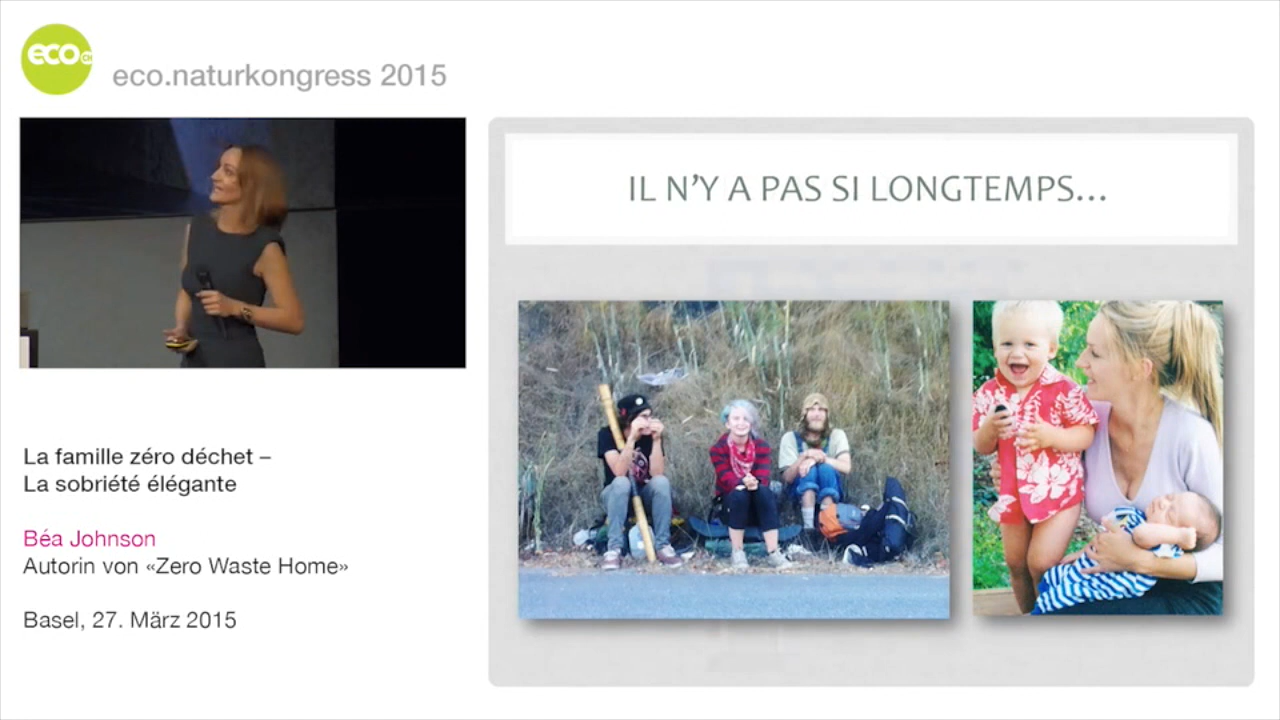 eco.ch
eco.naturkongress 2015
IL N'Y A PAS SI LONGTEMPS...
La famille zéro déchet –
La sobriété élégante
Béa Johnson
Autorin von «Zero Waste Home»
Basel, 27. März 2015